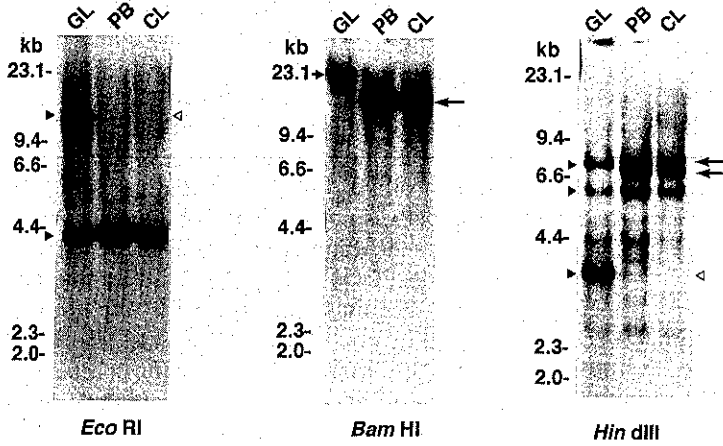 GL PB CL
kb
23.1-
9.4-
6.6-
4.4-
2.3-
2.0-
Eco RI
GL PB CL
kb
23.1-
9.4-
6.6-
4.4-
2.3-
2.0-
Bam HI
GL PB CL
kb
23.1-
9.4-
6.6-
4.4-
2.3-
2.0-
Hin dIII